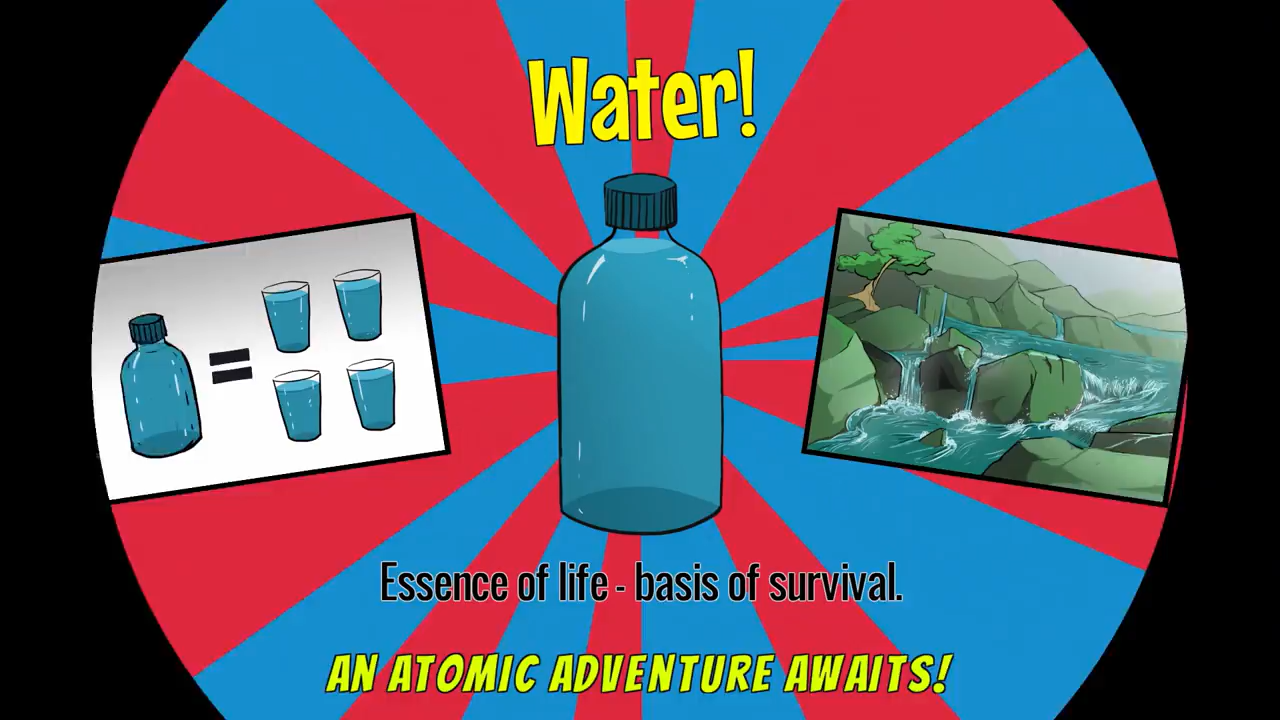 Water!
Essence of life - basis of survival.
AN ATOMIC ADVENTURE AWAITS!